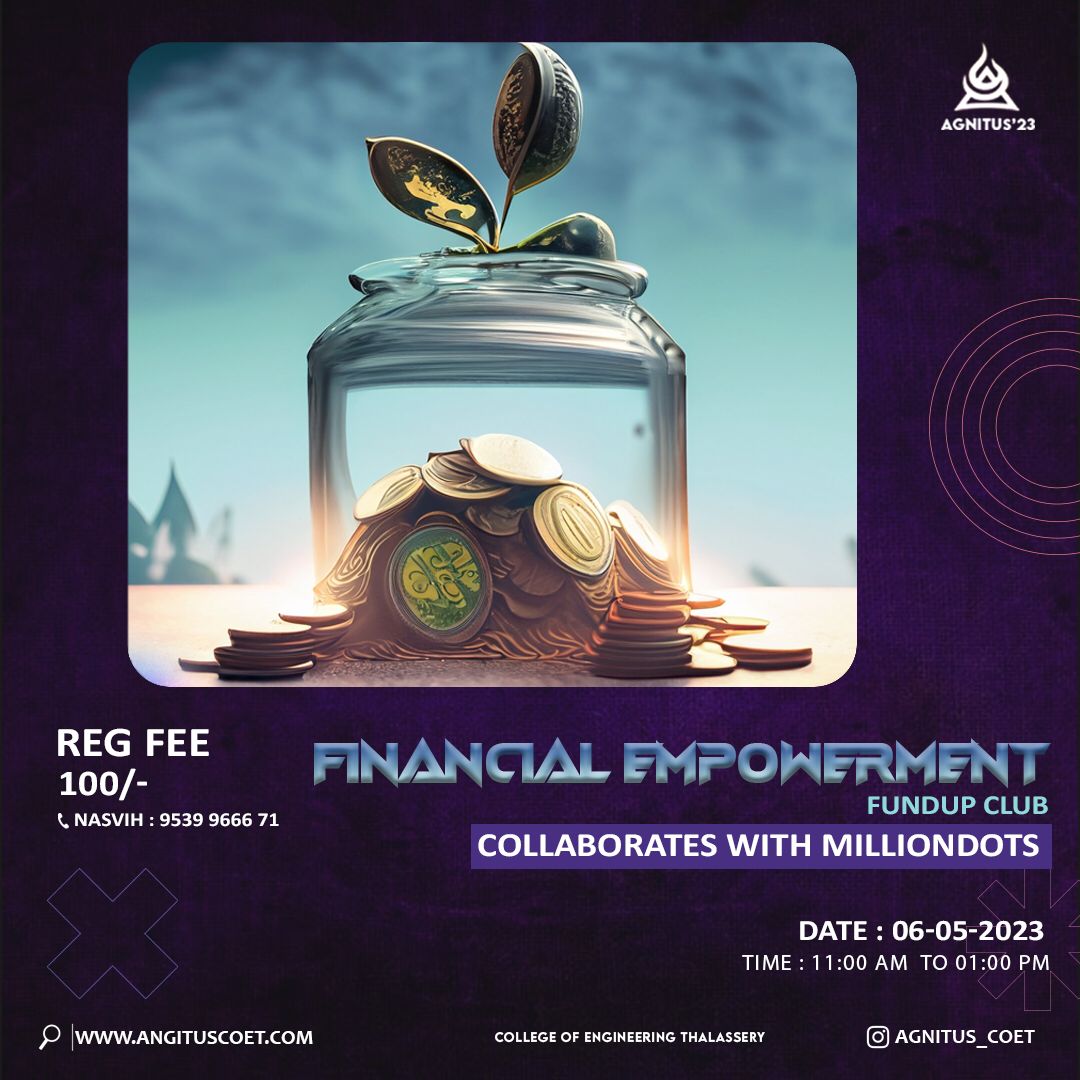 AGNITUS'23
REG FEE
100/-
NASVIH : 9539 9666 71
FINANCIAL EMPOWERMENT
FUNDUP CLUB
COLLABORATES WITH MILLIONDOTS
DATE : 06-05-2023
TIME : 11:00 AM TO 01:00 PM
WWW.ANGITUSCOET.COM
COLLEGE OF ENGINEERING THALASSERY
AGNITUS_COET